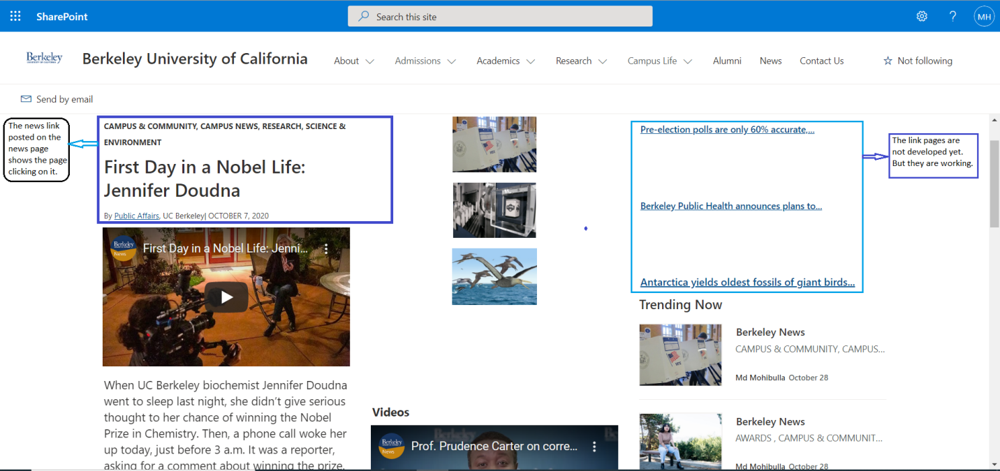 SharePoint
Search this site
?
MH
Berkeley
Berkeley University of California
About
Admissions
Academics
Research
Campus Life
Alumni
News
Contact Us
Not following
Send by email
The news link
posted on the
news page
shows the page
clicking on it.
CAMPUS & COMMUNITY, CAMPUS NEWS, RESEARCH, SCIENCE &
ENVIRONMENT
First Day in a Nobel Life:
Jennifer Doudna
By Public Affairs, UC Berkeley| OCTOBER 7, 2020
Berkeley
News
First Day in a Nobel Life: Jenni...
When UC Berkeley biochemist Jennifer Doudna
went to sleep last night, she didn't give serious
thought to her chance of winning the Nobel
Prize in Chemistry. Then, a phone call woke her
up today, just before 3 a.m. It was a reporter,
asking for a comment about winning the prize.
Videos
Berkeley
News
Prof. Prudence Carter on corre...
Pre-election polls are only 60% accurate,...
Berkeley Public Health announces plans to...
Antarctica yields oldest fossils of giant birds...
The link pages are
not developed yet.
But they are working.
Trending Now
Berkeley News
CAMPUS & COMMUNITY, CAMPUS...
Md Mohibulla October 28
Berkeley News
AWARDS , CAMPUS & COMMUNIT...
Md Mohibulla October 28